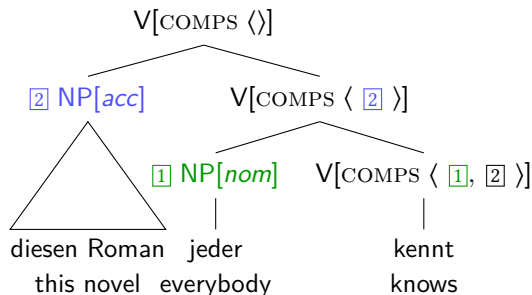 V[COMPS ⟨⟩]
2 NP[acc] V[COMPS ⟨ 2 ⟩]
1 NP[nom] V[COMPS ⟨ 1, 2 ⟩]
diesen Roman jeder kennt
this novel everybody knows